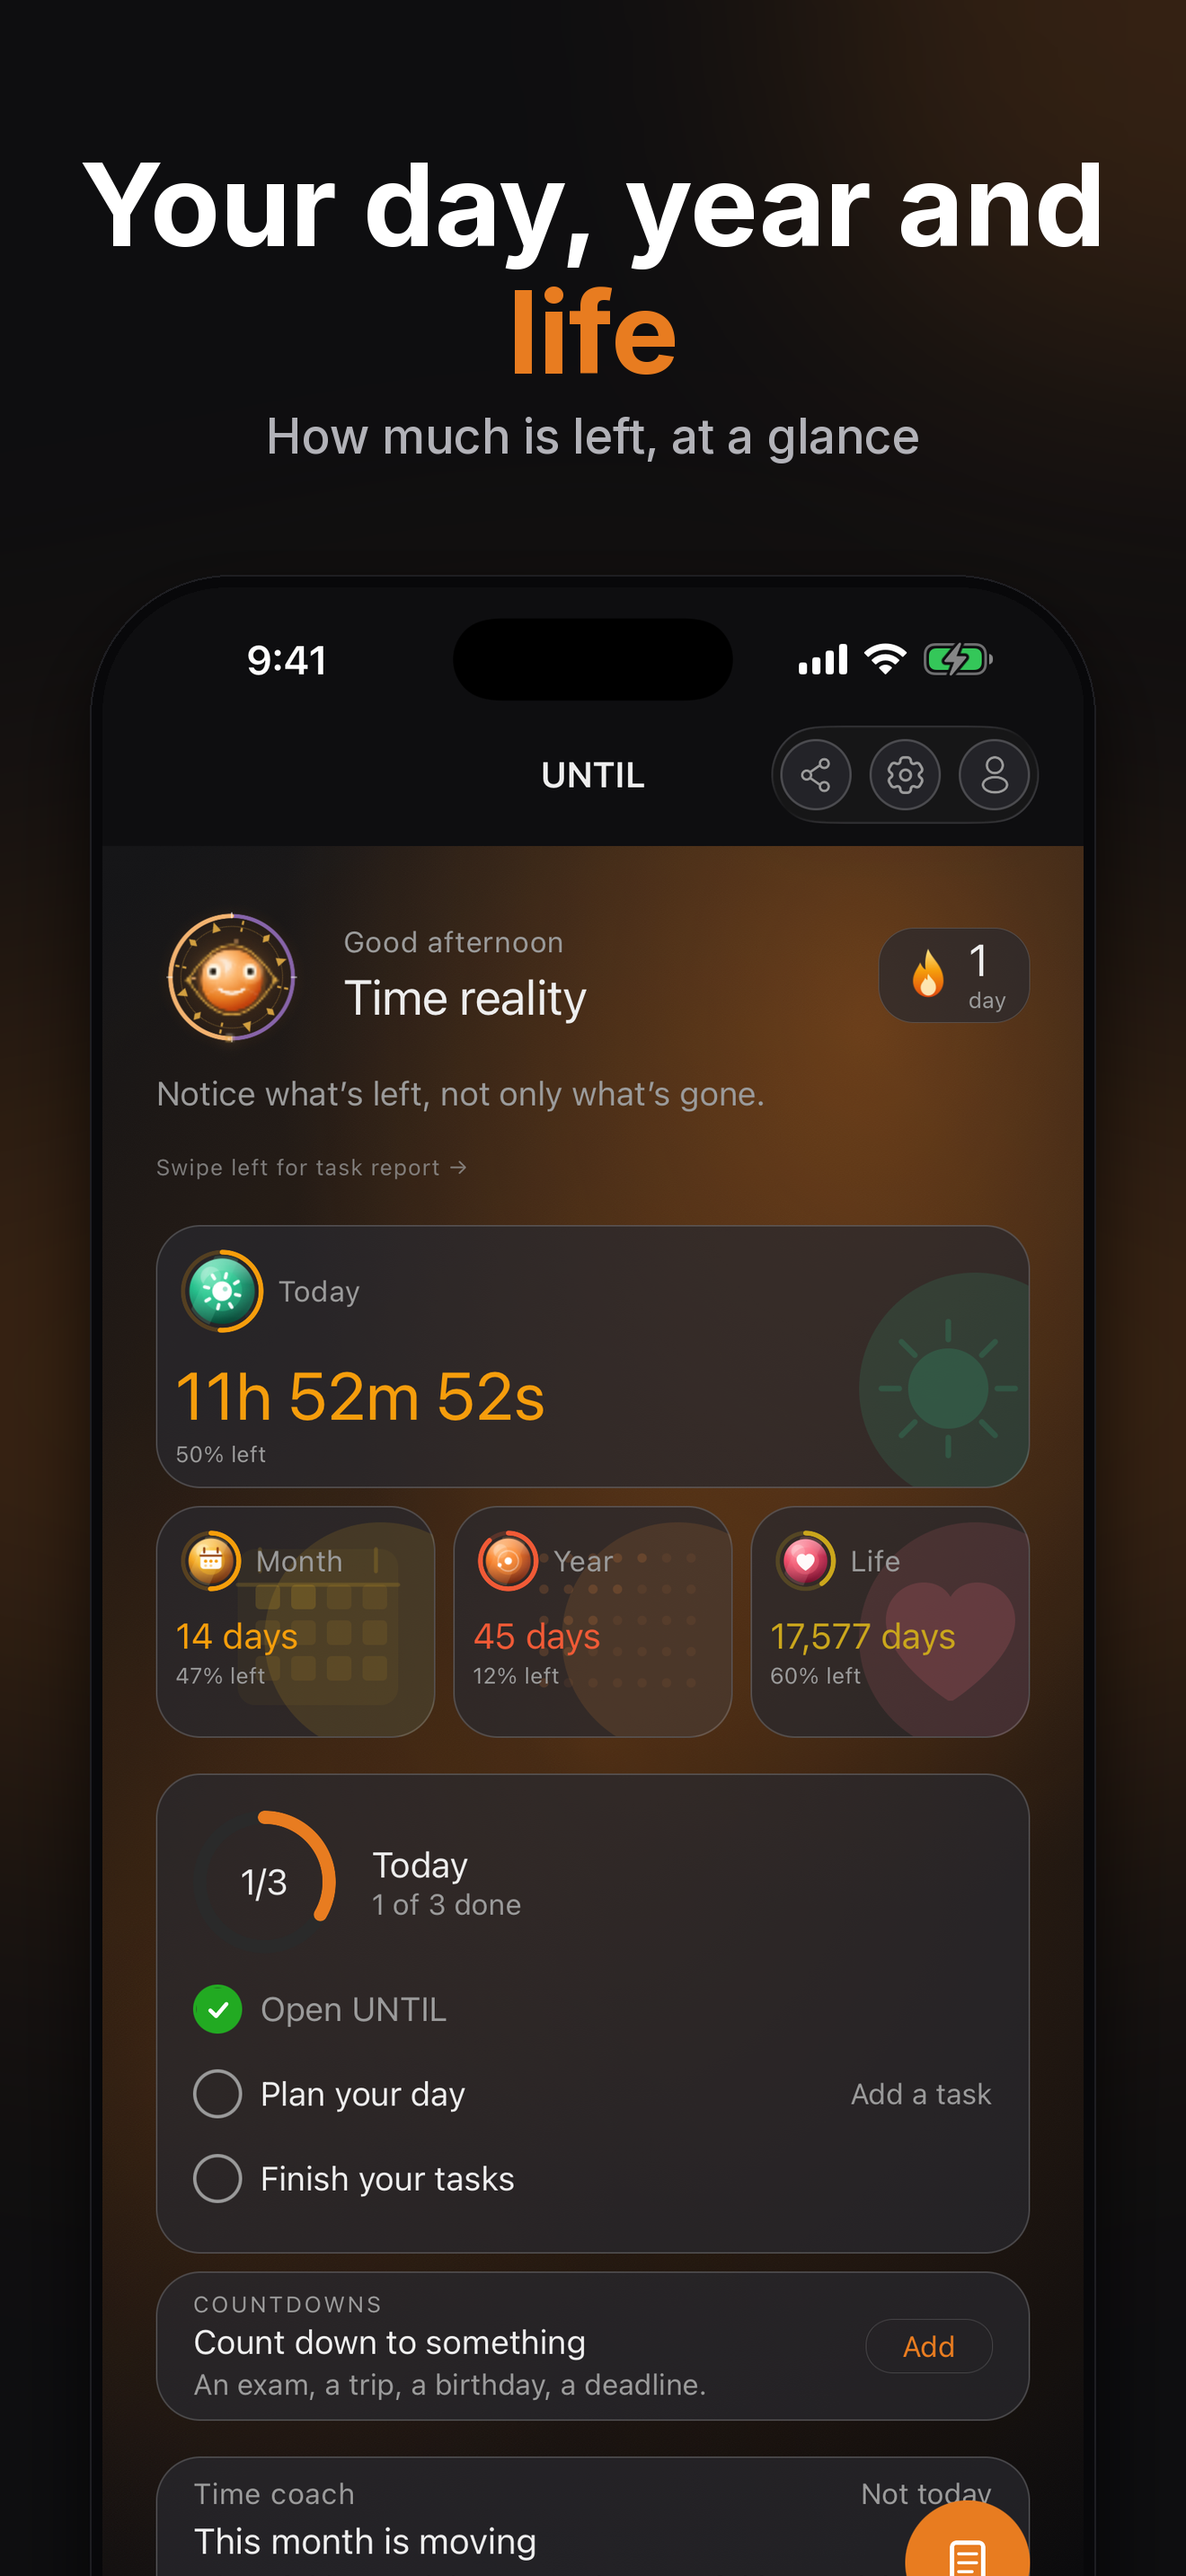 Your day, year and
life
How much is left, at a glance
9:41
UNTIL
Good afternoon
Time reality
1
day
Notice what’s left, not only what’s gone.
Swipe left for task report →
Today
11h 52m 52s
50% left
Month
14 days
47% left
Year
45 days
12% left
Life
17,577 days
60% left
1/3
Today
1 of 3 done
Open UNTIL
Plan your day
Add a task
Finish your tasks
COUNTDOWNS
Count down to something
An exam, a trip, a birthday, a deadline.
Add
Time coach
Not today
This month is moving